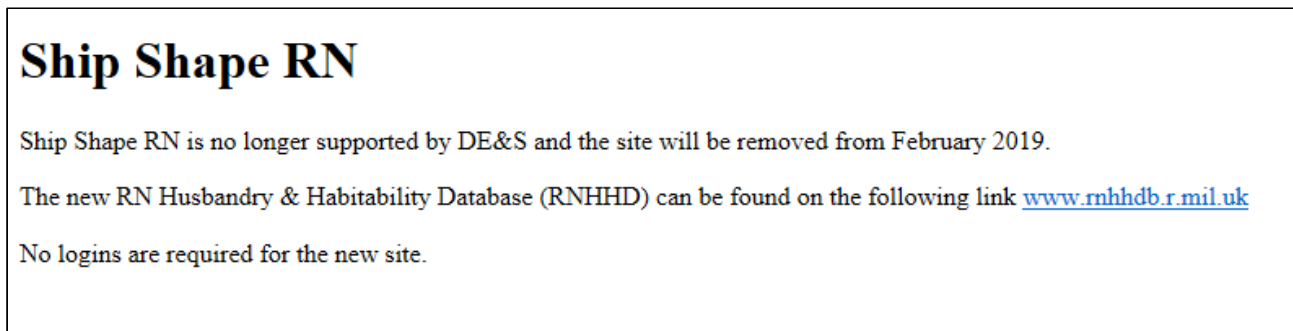 Ship Shape RN
Ship Shape RN is no longer supported by DE&S and the site will be removed from February 2019.
The new RN Husbandry & Habitability Database (RNHHD) can be found on the following link www.rnhhdb.r.mil.uk
No logins are required for the new site.